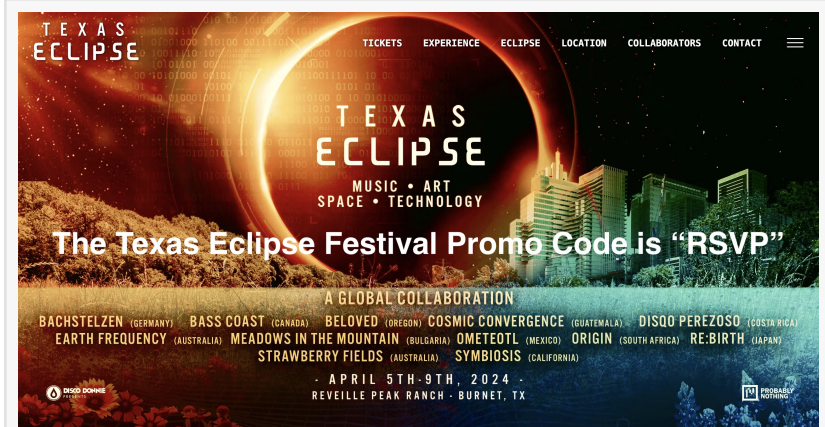 TEXAS
ECLIPSE
TICKETS EXPERIENCE ECLIPSE LOCATION COLLABORATORS CONTACT
TEXAS
ECLIPSE
MUSIC • ART
SPACE • TECHNOLOGY
The Texas Eclipse Festival Promo Code is “RSVP”
A GLOBAL COLLABORATION
BACHSTELZEN (GERMANY) BASS COAST (CANADA) BELOVED (OREGON) COSMIC CONVERGENCE (GUATEMALA) DISQO PEREZOSO (COSTA RICA)
EARTH FREQUENCY (AUSTRALIA) MEADOWS IN THE MOUNTAIN (BULGARIA) OMETEOTL (MEXICO) ORIGIN (SOUTH AFRICA) RE:BIRTH (JAPAN)
STRAWBERRY FIELDS (AUSTRALIA) SYMBIOSIS (CALIFORNIA)
- APRIL 5TH-9TH, 2024 -
REVEILLE PEAK RANCH - BURNET, TX
DISCO DONNIE
PRESENTS
PROBABLY
NOTHING